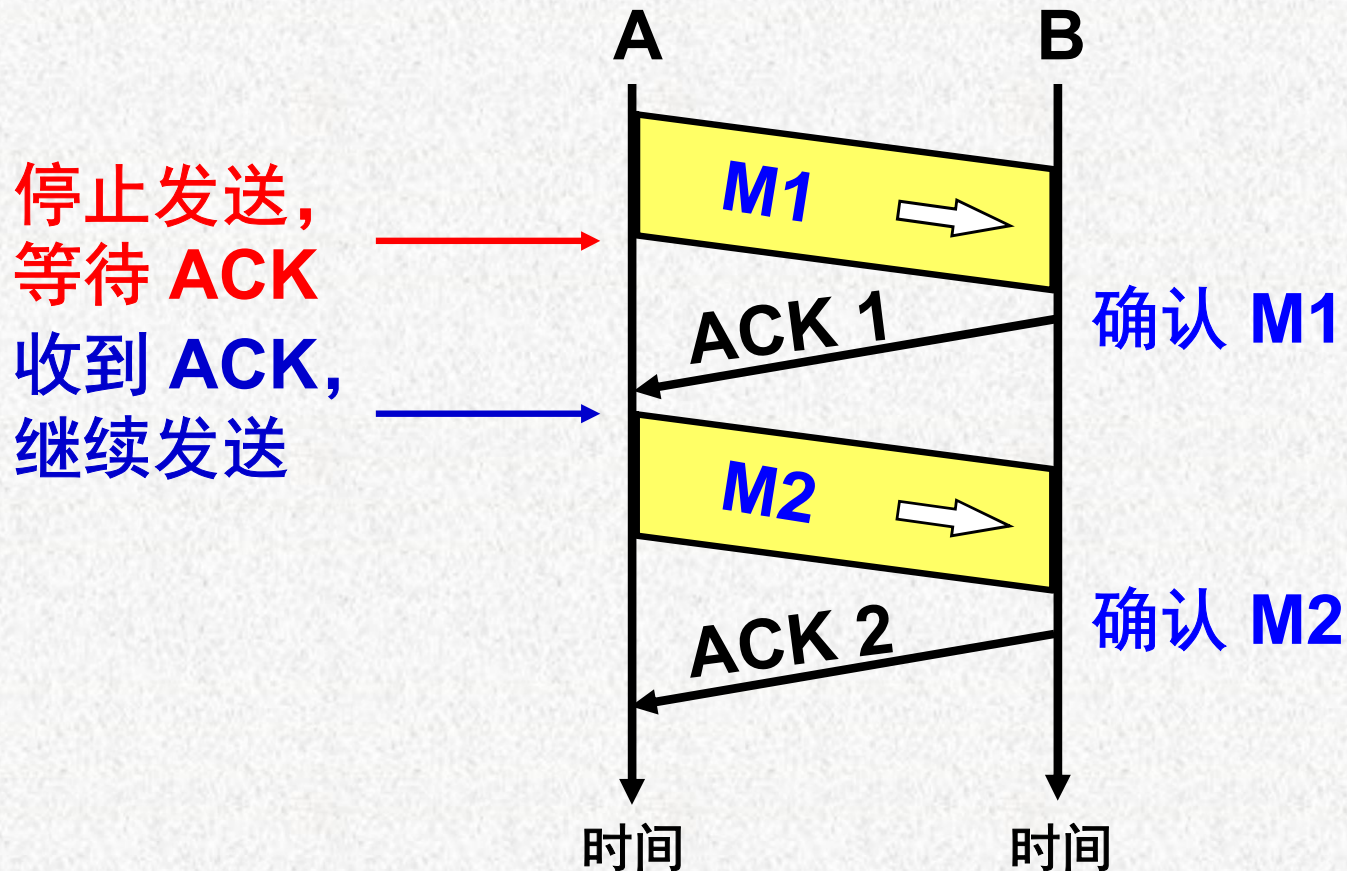 A
B
停止发送，
等待 ACK
收到 ACK，
继续发送
M1
ACK 1
确认 M1
M2
ACK 2
确认 M2
时间
时间